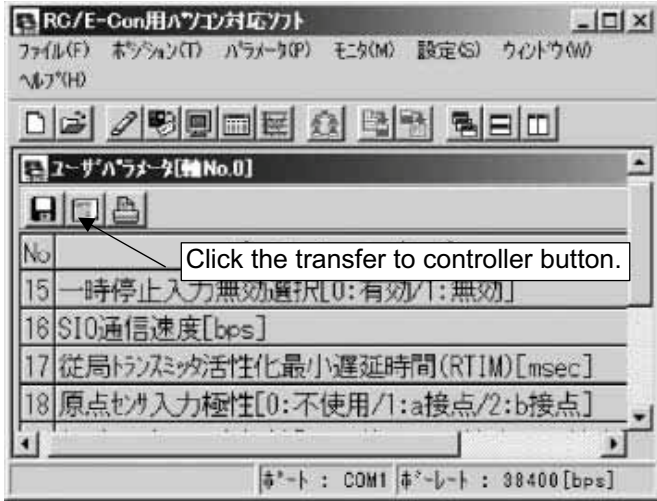 RC/E-Con用パソコン対応ソフト
ファイル(F) ポジション(T) パラメータ(P) モニタ(M) 設定(S) ウィンドウ(W)
ヘルプ(H)
ユーザパラメータ[軸No.0]
Click the transfer to controller button.
No
15 一時停止入力無効選択[0:有効/1:無効]
16 SIO通信速度[bps]
17 従局トランスミッタ活性化最小遅延時間(RTIM)[msec]
18 原点センサ入力極性[0:不使用/1:a接点/2:b接点]
ポート : COM1 ボーレート : 38400[bps]